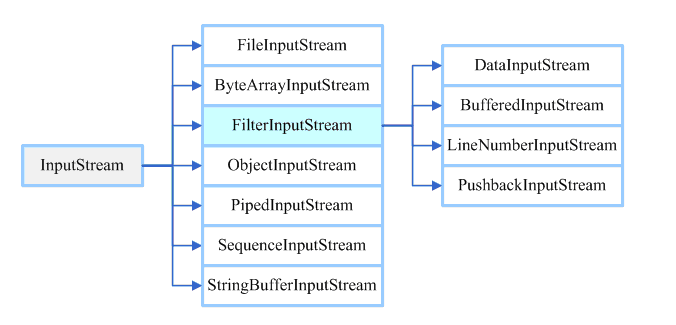 InputStream
FileInputStream
ByteArrayInputStream
FilterInputStream
ObjectInputStream
PipedInputStream
SequenceInputStream
StringBufferInputStream
DataInputStream
BufferedInputStream
LineNumberInputStream
PushbackInputStream